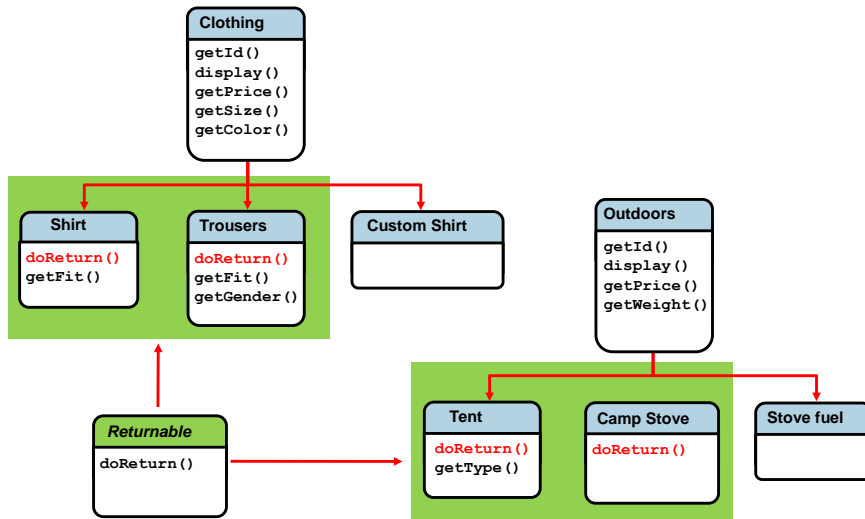 Clothing
getId()
display()
getPrice()
getSize()
getColor()
Shirt
doReturn()
getFit()
Trousers
doReturn()
getFit()
getGender()
Custom Shirt
Outdoors
getId()
display()
getPrice()
getWeight()
Returnable
doReturn()
Tent
doReturn()
getType()
Camp Stove
doReturn()
Stove fuel